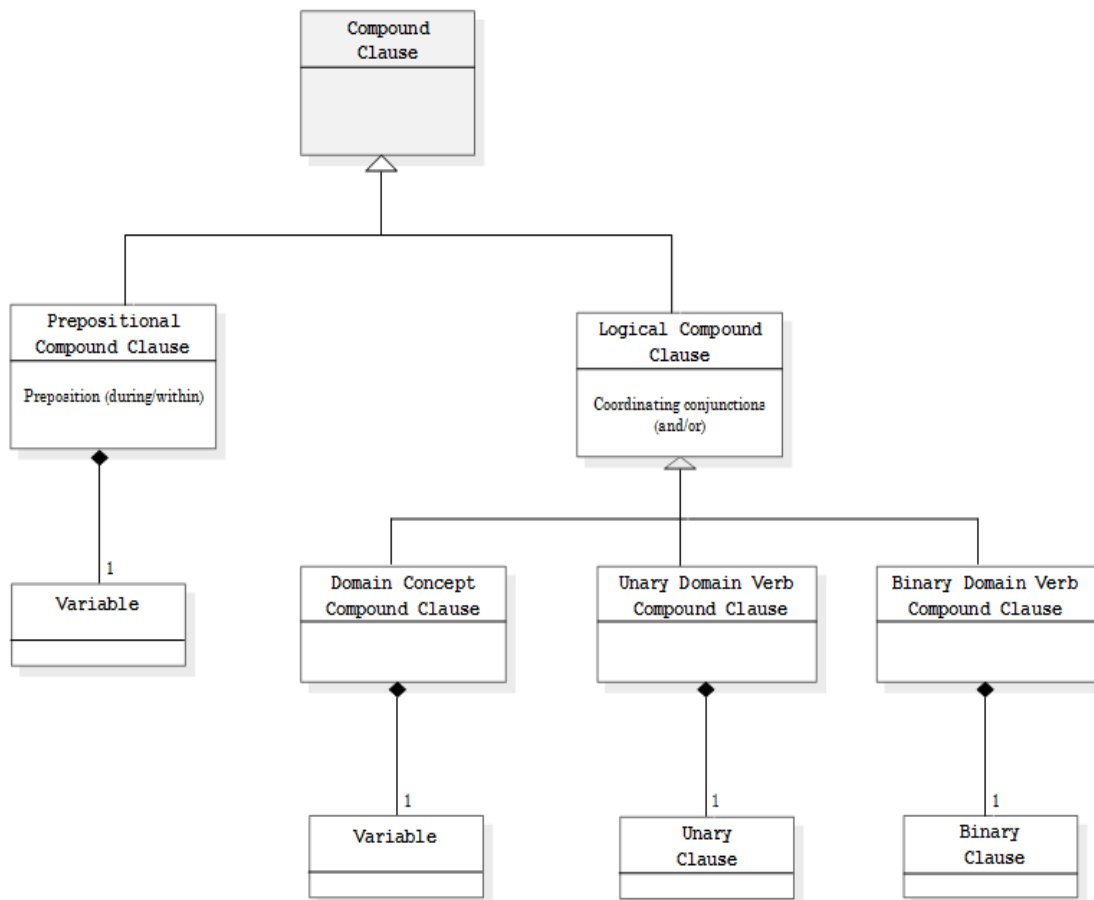 Compound
Clause
Prepositional
Compound Clause
Preposition (during/within)
Logical Compound
Clause
Coordinating conjunctions
(and/or)
1
Variable
Domain Concept
Compound Clause
Unary Domain Verb
Compound Clause
Binary Domain Verb
Compound Clause
1
Variable
1
Unary
Clause
1
Binary
Clause